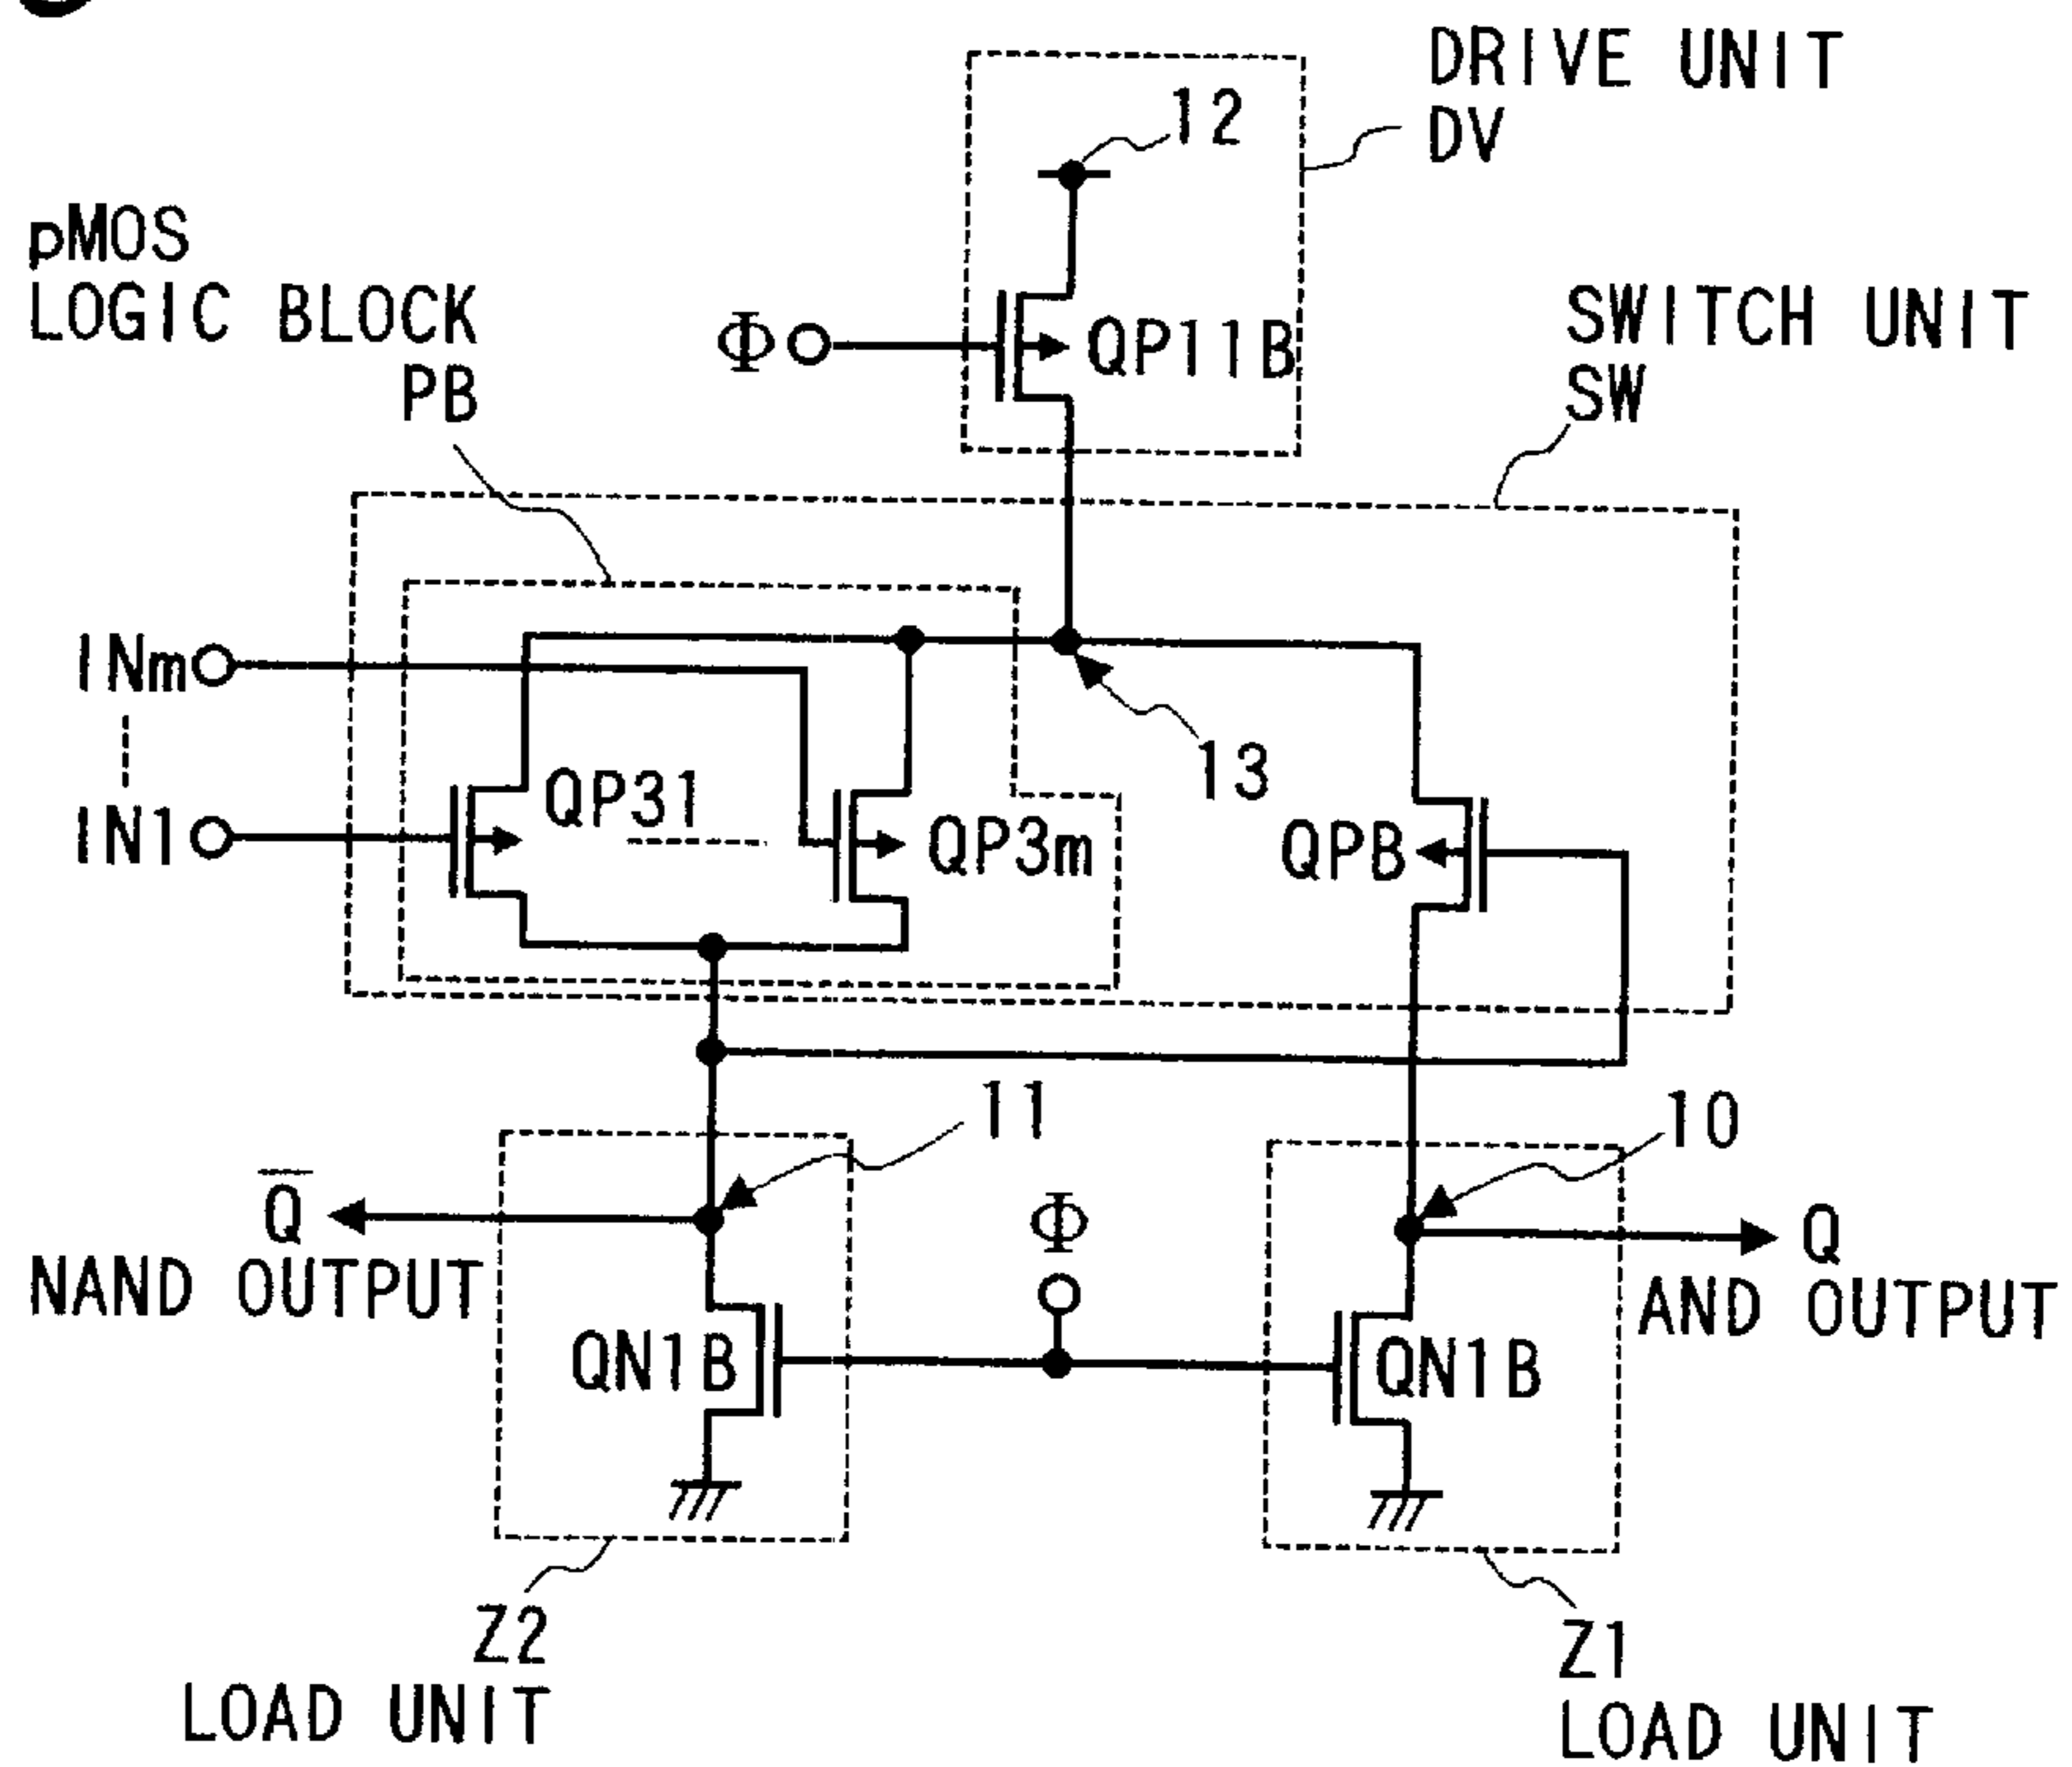 DRIVE UNIT
DV
12
pMOS
LOGIC BLOCK
PB
Φ
QP11B
SWITCH UNIT
SW
INm
13
IN1
QP31
QP3m
QPB
11
10
Q̅
NAND OUTPUT
Φ
Q
AND OUTPUT
QN1B
QN1B
Z2
LOAD UNIT
Z1
LOAD UNIT